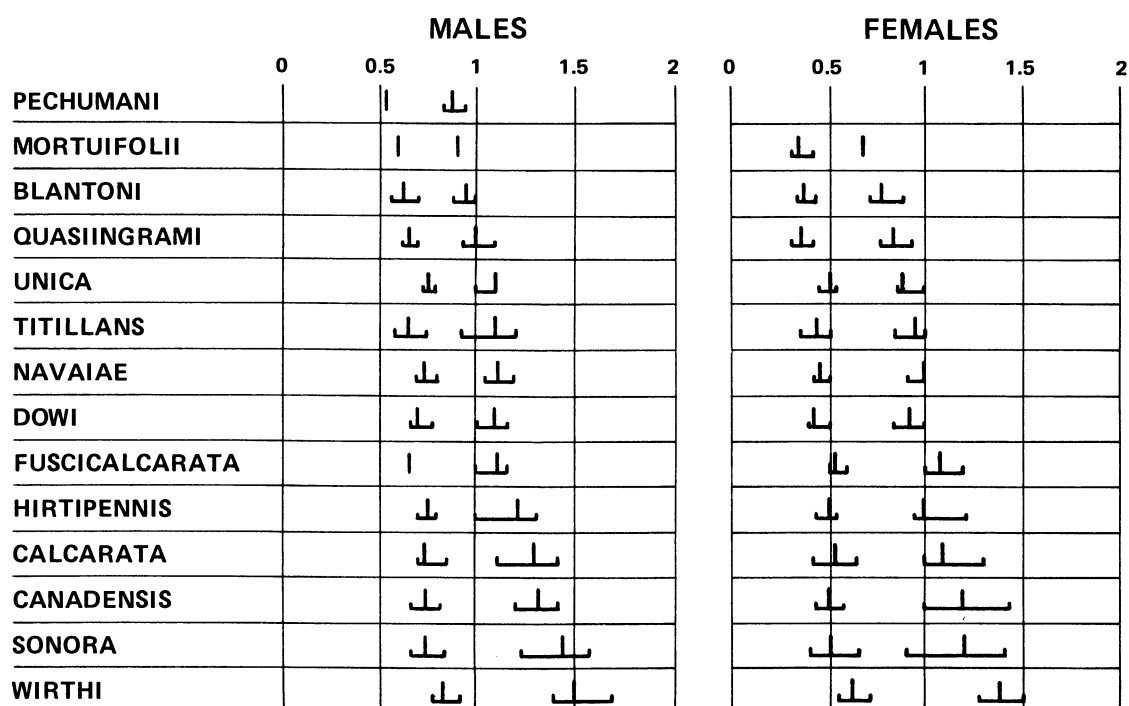 MALES FEMALES
0 0.5 1 1.5 2 0 0.5 1 1.5 2
PECHUMANI
MORTUIFOLII
BLANTONI
QUASIINGRAMI
UNICA
TITILLANS
NAVAIAE
DOWI
FUSCICALCARATA
HIRTIPENNIS
CALCARATA
CANADENSIS
SONORA
WIRTHI